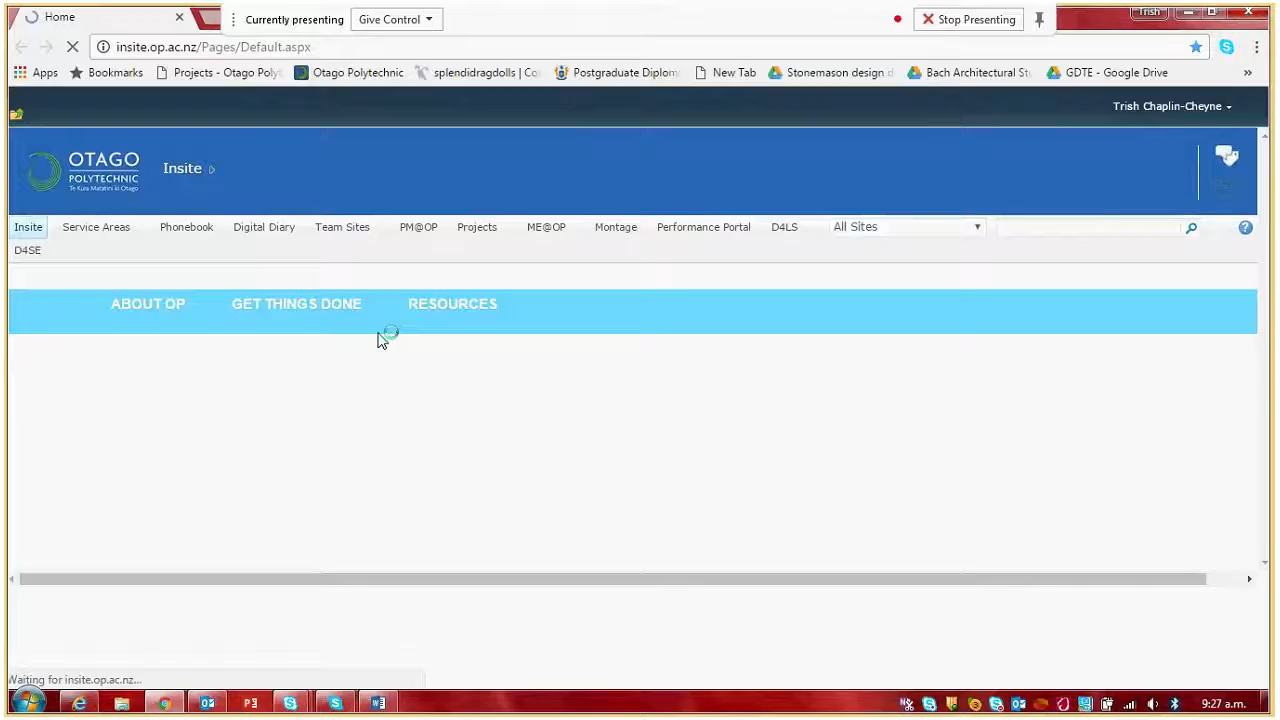 Home
Currently presenting
Give Control
Stop Presenting
Trish
insite.op.ac.nz/Pages/Default.aspx
Apps
Bookmarks
Projects - Otago Polyt
Otago Polytechnic
splendidragdolls | Co
Postgraduate Diplom
New Tab
Stonemason design d
Bach Architectural St
GDTE - Google Drive
»
Trish Chaplin-Cheyne
OTAGO
POLYTECHNIC
Te Kura Matatini ki Otago
Insite
Insite
Service Areas
Phonebook
Digital Diary
Team Sites
PM@OP
Projects
ME@OP
Montage
Performance Portal
D4LS
All Sites
D4SE
ABOUT OP
GET THINGS DONE
RESOURCES
Waiting for insite.op.ac.nz...
9:27 a.m.